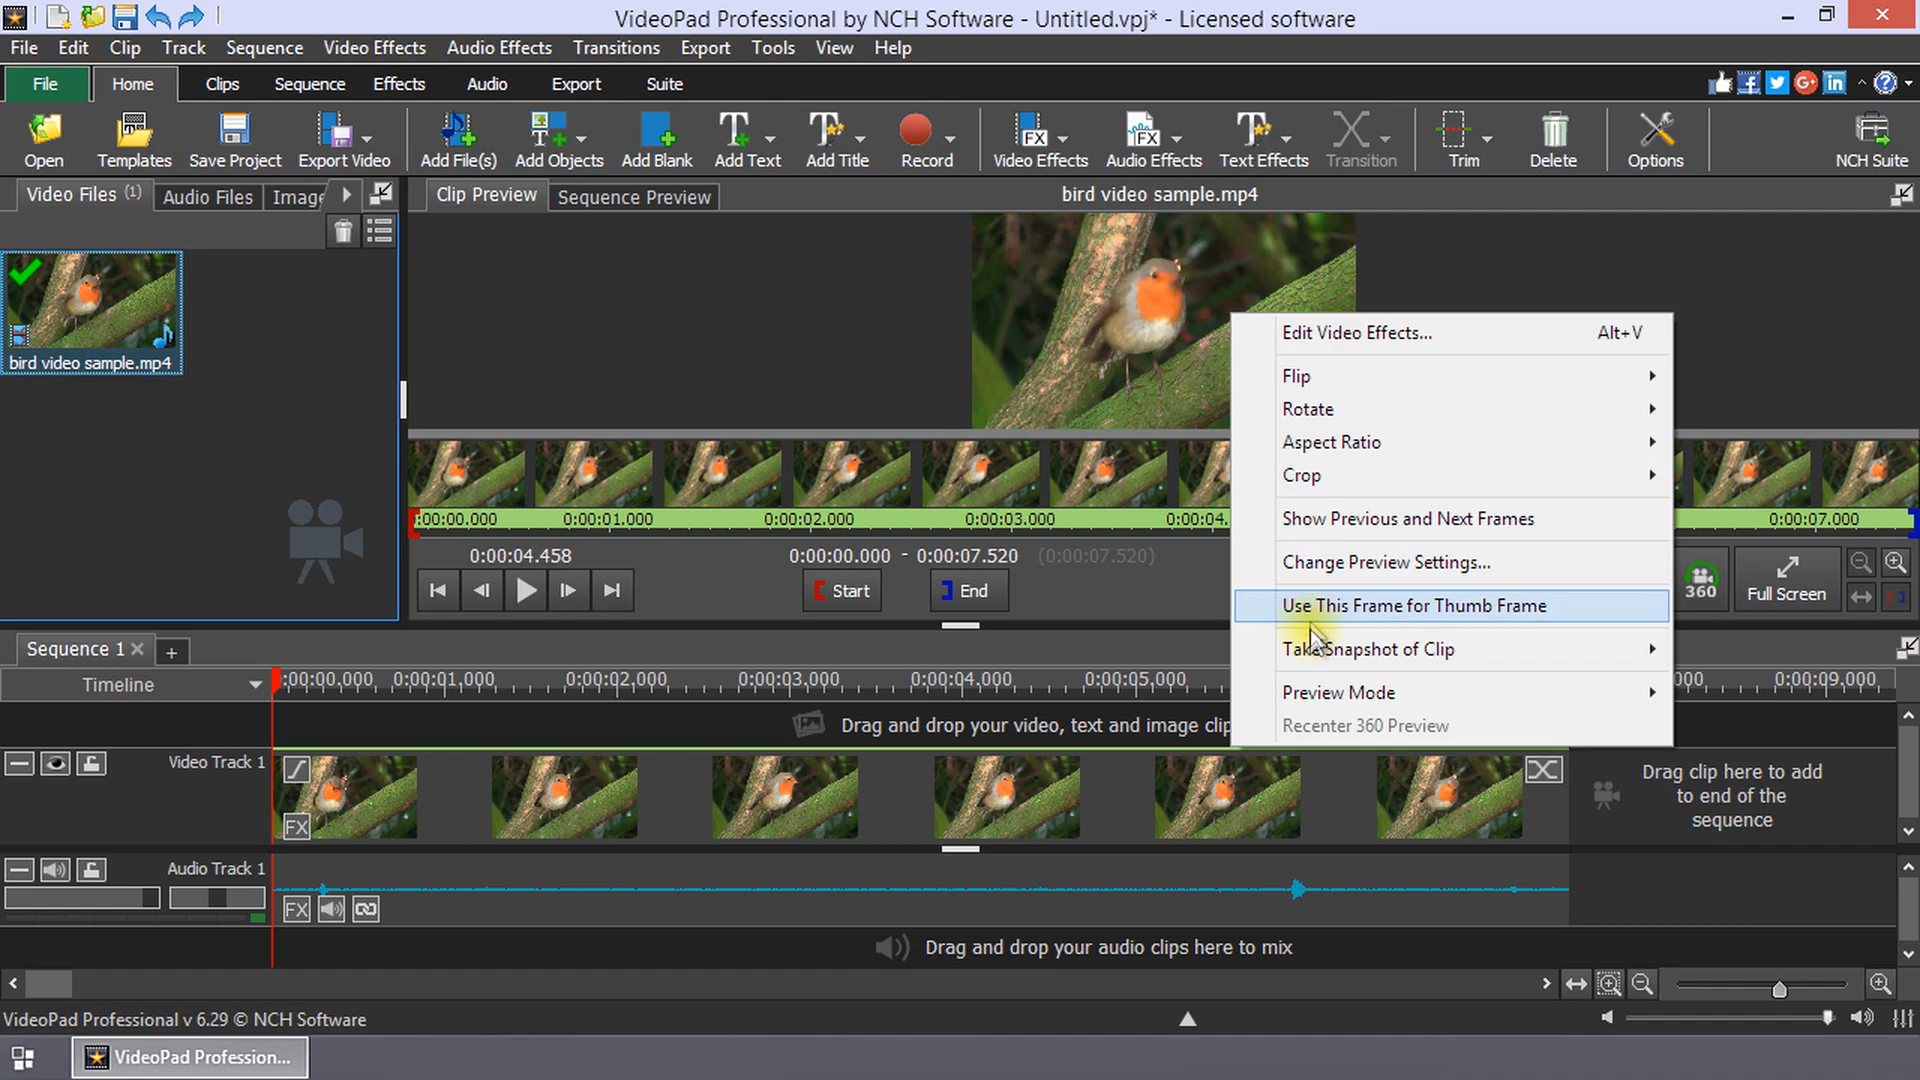 VideoPad Professional by NCH Software - Untitled.vpj* - Licensed software
File Edit Clip Track Sequence Video Effects Audio Effects Transitions Export Tools View Help
File Home Clips Sequence Effects Audio Export Suite
Open Templates Save Project Export Video Add File(s) Add Objects Add Blank Add Text Add Title Record Video Effects Audio Effects Text Effects Transition Trim Delete Options NCH Suite
Video Files (1) Audio Files Imag
Clip Preview Sequence Preview bird video sample.mp4
bird video sample.mp4
Edit Video Effects... Alt+V
Flip
Rotate
Aspect Ratio
Crop
Show Previous and Next Frames
Change Preview Settings...
Use This Frame for Thumb Frame
Take Snapshot of Clip
Preview Mode
Recenter 360 Preview
:00:00.000 0:00:01.000 0:00:02.000 0:00:03.000 0:00:04. 0:00:07.000
0:00:04.458 0:00:00.000 - 0:00:07.520 (0:00:07.520)
Start End 360 Full Screen
Sequence 1
Timeline :00:00,000 0:00:01,000 0:00:02,000 0:00:03,000 0:00:04,000 0:00:05,000 000 0:00:09,000
Drag and drop your video, text and image clip
Video Track 1
FX
Drag clip here to add
to end of the
sequence
Audio Track 1
FX
Drag and drop your audio clips here to mix
VideoPad Professional v 6.29 © NCH Software
VideoPad Profession...